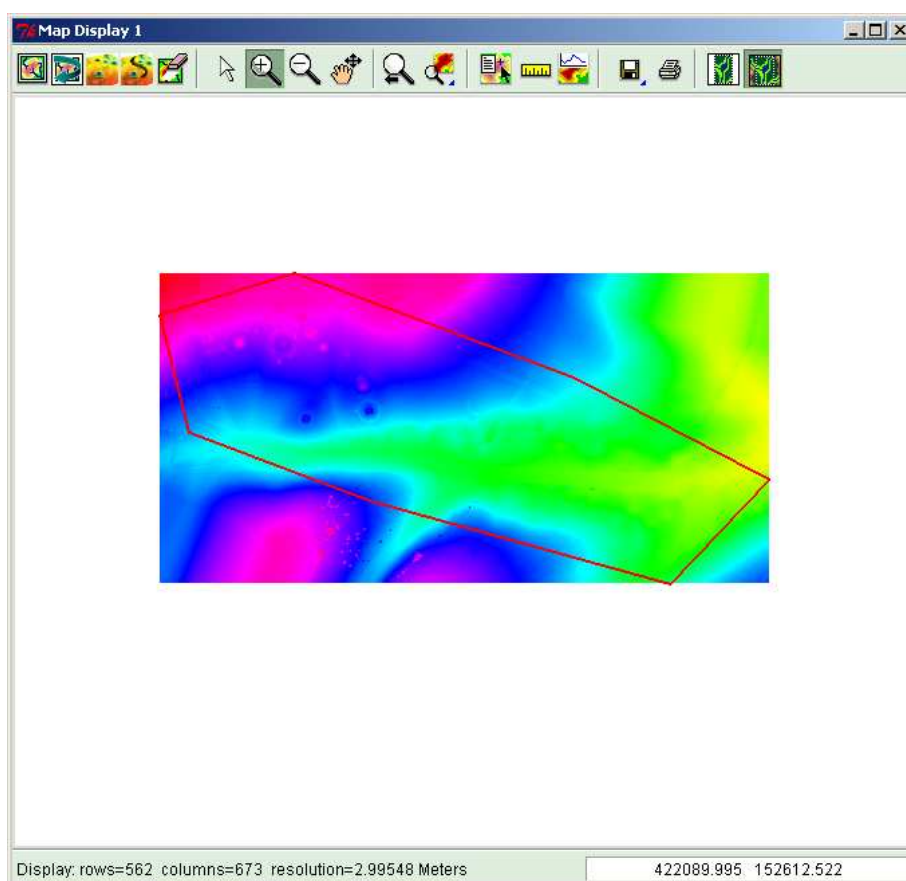 Map Display 1
Display: rows=562 columns=673 resolution=2.99548 Meters
422089.995 152612.522